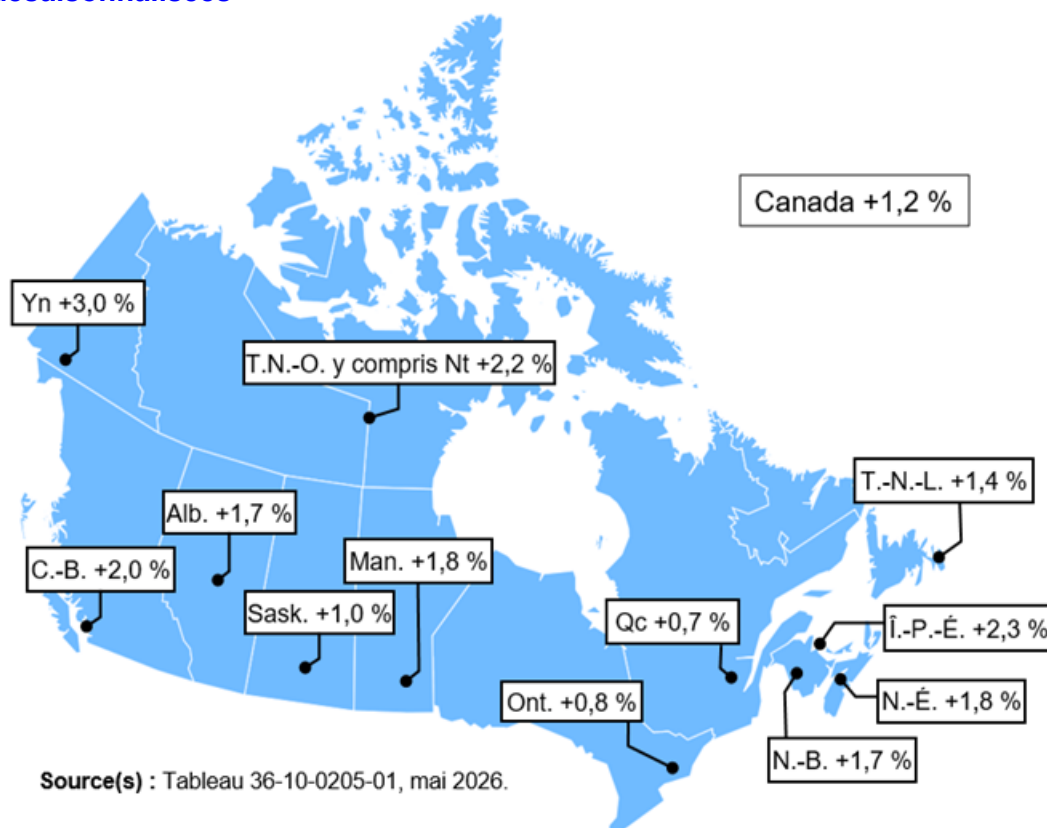 Canada +1,2 %
Yn +3,0 %
T.N.-O. y compris Nt +2,2 %
T.-N.-L. +1,4 %
Alb. +1,7 %
Man. +1,8 %
C.-B. +2,0 %
Sask. +1,0 %
Qc +0,7 %
Î.-P.-É. +2,3 %
Ont. +0,8 %
N.-É. +1,8 %
N.-B. +1,7 %
Source(s) : Tableau 36-10-0205-01, mai 2026.